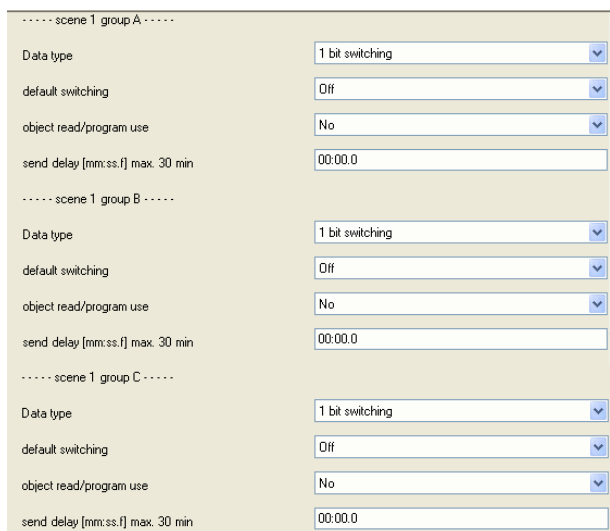 ----- scene 1 group A -----
Data type 1 bit switching
default switching Off
object read/program use No
send delay [mm:ss.f] max. 30 min 00:00.0
----- scene 1 group B -----
Data type 1 bit switching
default switching Off
object read/program use No
send delay [mm:ss.f] max. 30 min 00:00.0
----- scene 1 group C -----
Data type 1 bit switching
default switching Off
object read/program use No
send delay [mm:ss.f] max. 30 min 00:00.0